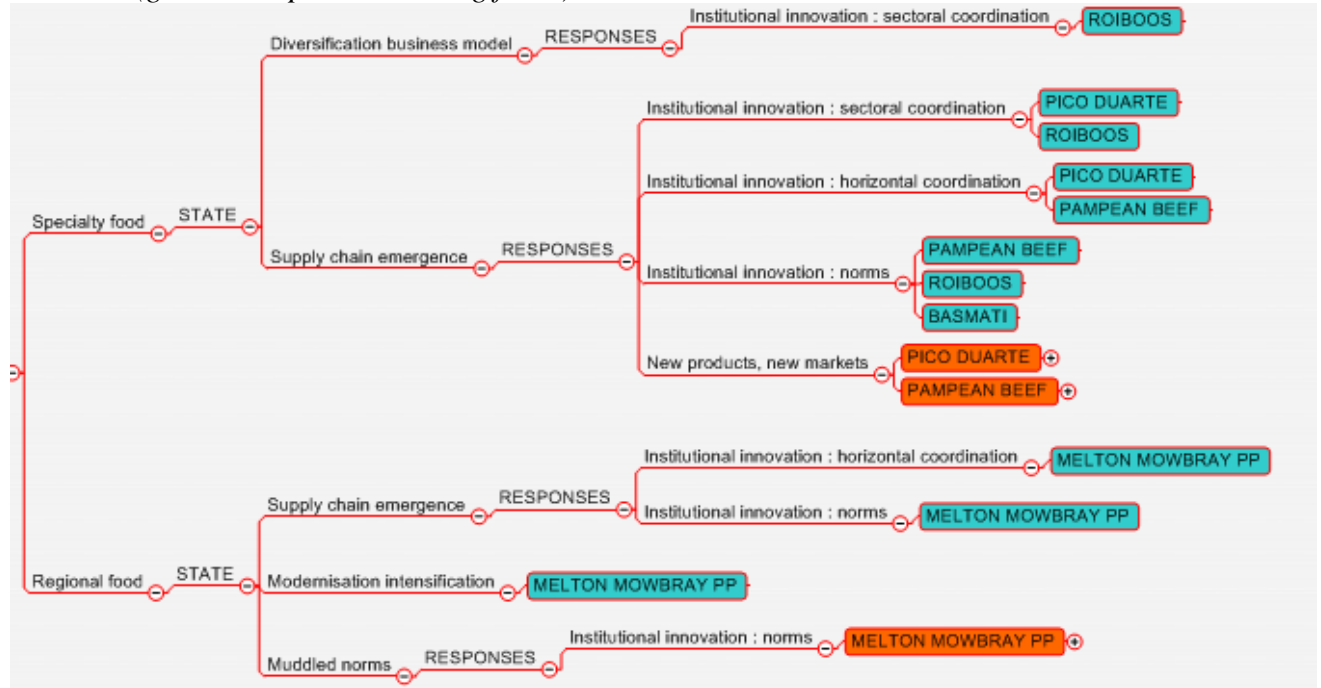 Institutional innovation : sectoral coordination
ROIBOOS
Diversification business model
RESPONSES
Institutional innovation : sectoral coordination
PICO DUARTE
ROIBOOS
Institutional innovation : horizontal coordination
PICO DUARTE
PAMPEAN BEEF
Specialty food
STATE
Supply chain emergence
RESPONSES
Institutional innovation : norms
PAMPEAN BEEF
ROIBOOS
BASMATI
New products, new markets
PICO DUARTE
PAMPEAN BEEF
Institutional innovation : horizontal coordination
MELTON MOWBRAY PP
Supply chain emergence
RESPONSES
Institutional innovation : norms
MELTON MOWBRAY PP
Regional food
STATE
Modernisation intensification
MELTON MOWBRAY PP
Institutional innovation : norms
MELTON MOWBRAY PP
Muddled norms
RESPONSES